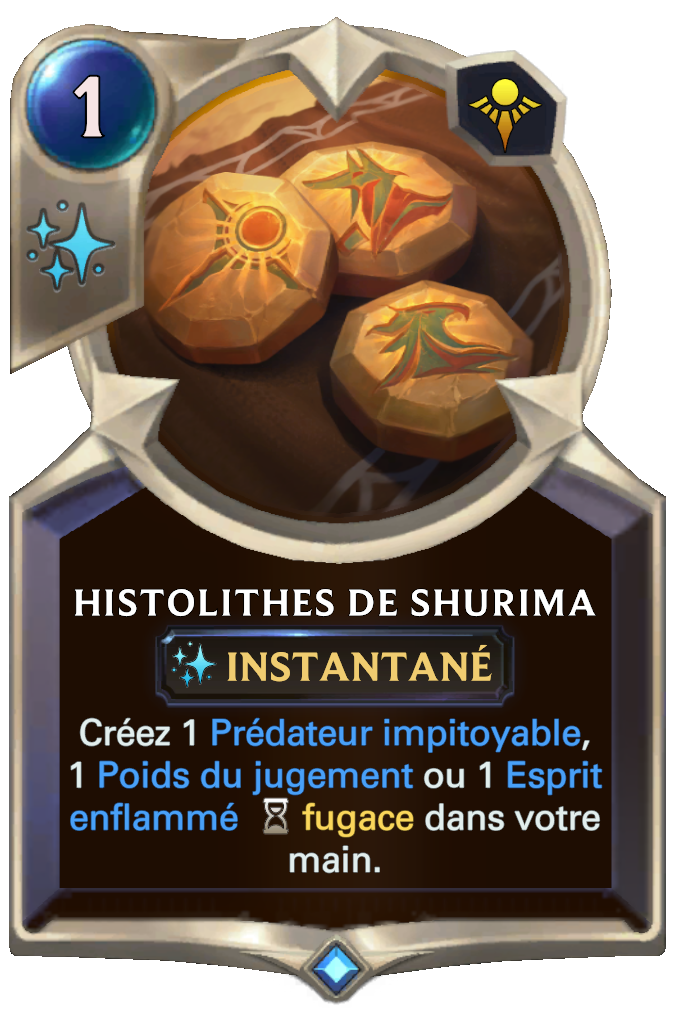 1
HISTOLITHES DE SHURIMA
INSTANTANÉ
Créez 1 Prédateur impitoyable,
1 Poids du jugement ou 1 Esprit
enflammé fugace dans votre
main.